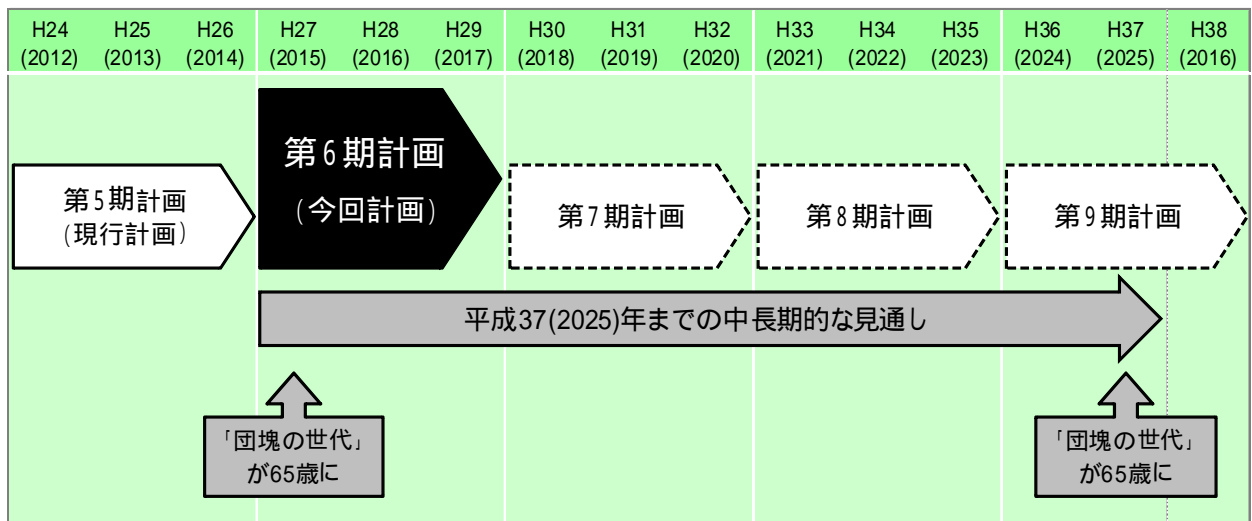 H24 H25 H26 H27 H28 H29 H30 H31 H32 H33 H34 H35 H36 H37 H38
(2012) (2013) (2014) (2015) (2016) (2017) (2018) (2019) (2020) (2021) (2022) (2023) (2024) (2025) (2016)
第5期計画
(現行計画)
第6期計画
(今回計画)
第7期計画
第8期計画
第9期計画
平成37(2025)年までの中長期的な見通し
「団塊の世代」
が65歳に
「団塊の世代」
が65歳に